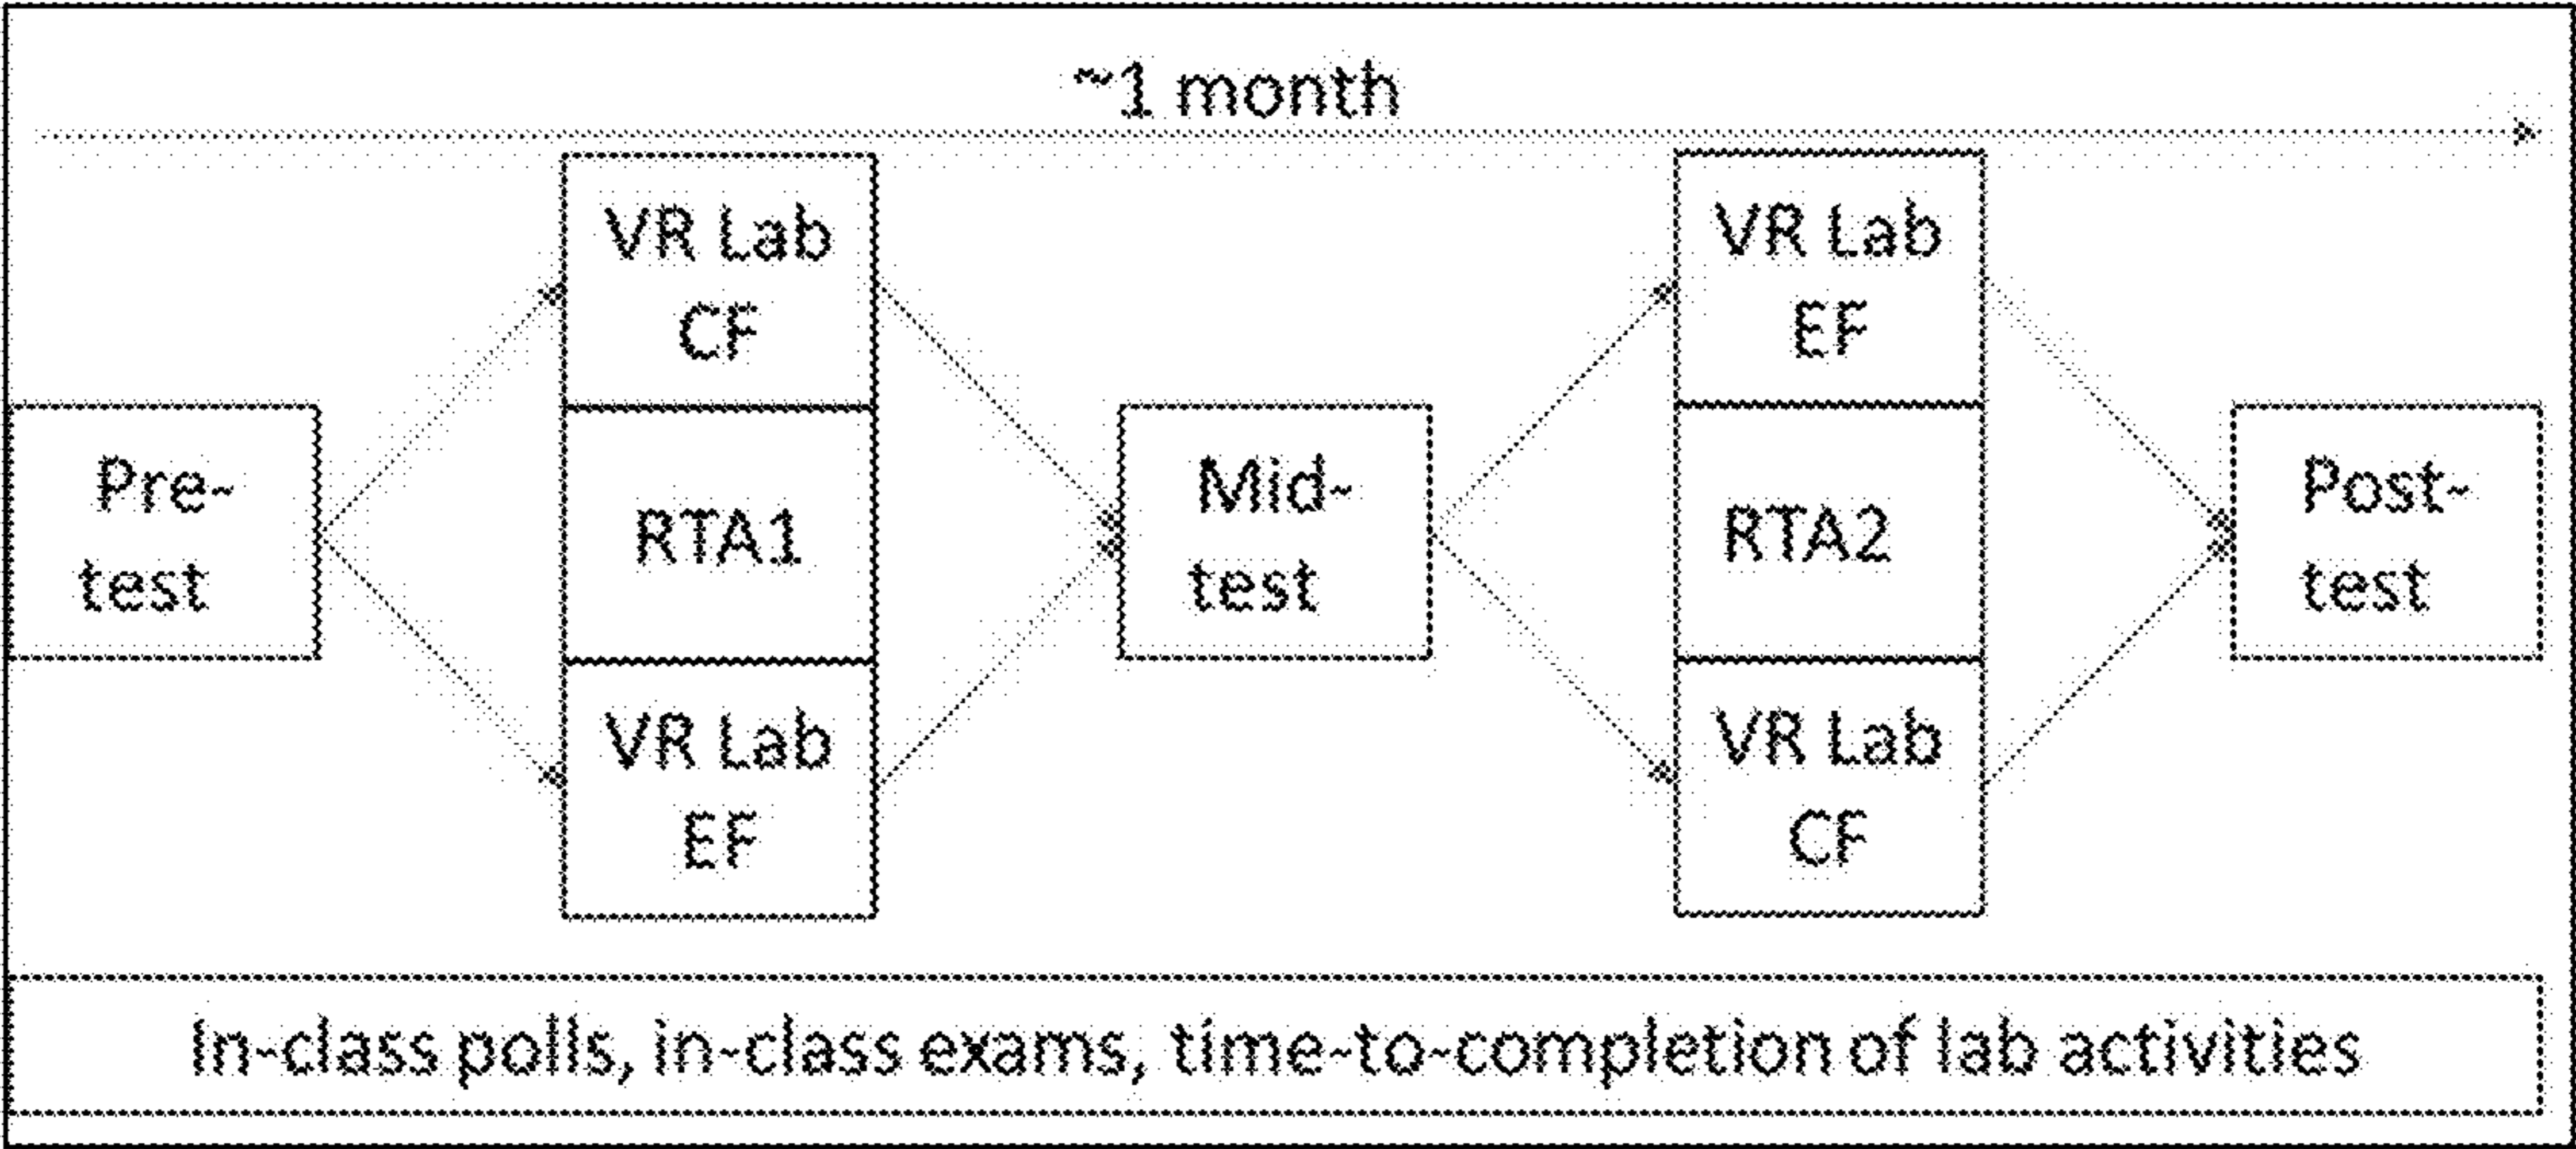 ~1 month
VR Lab
CF
RTA1
VR Lab
EF
VR Lab
EF
RTA2
VR Lab
CF
Pre-
test
Mid-
test
Post-
test
In-class polls, in-class exams, time-to-completion of lab activities